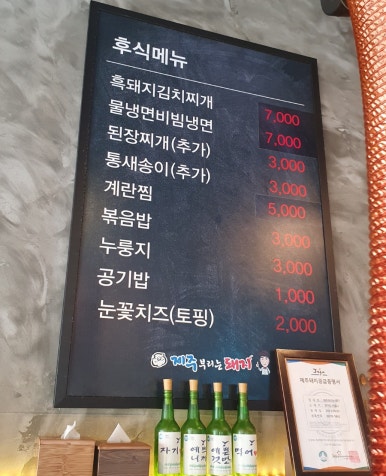 후식메뉴
흑돼지김치찌개 7,000
물냉면비빔냉면 7,000
된장찌개(추가) 3,000
통새송이(추가) 3,000
계란찜 5,000
볶음밥 3,000
누룽지 3,000
공기밥 1,000
눈꽃치즈(토핑) 2,000
제주부리는돼지